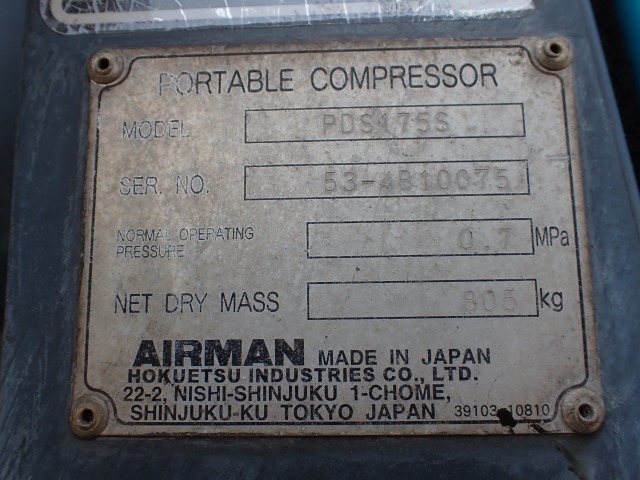 PORTABLE COMPRESSOR
MODEL PDS175S
SER. NO. 53-4B10075
NORMAL OPERATING PRESSURE 0.7 MPa
NET DRY MASS 805 kg
AIRMAN MADE IN JAPAN
HOKUETSU INDUSTRIES CO., LTD.
22-2, NISHI-SHINJUKU 1-CHOME,
SHINJUKU-KU TOKYO JAPAN 39103 10810